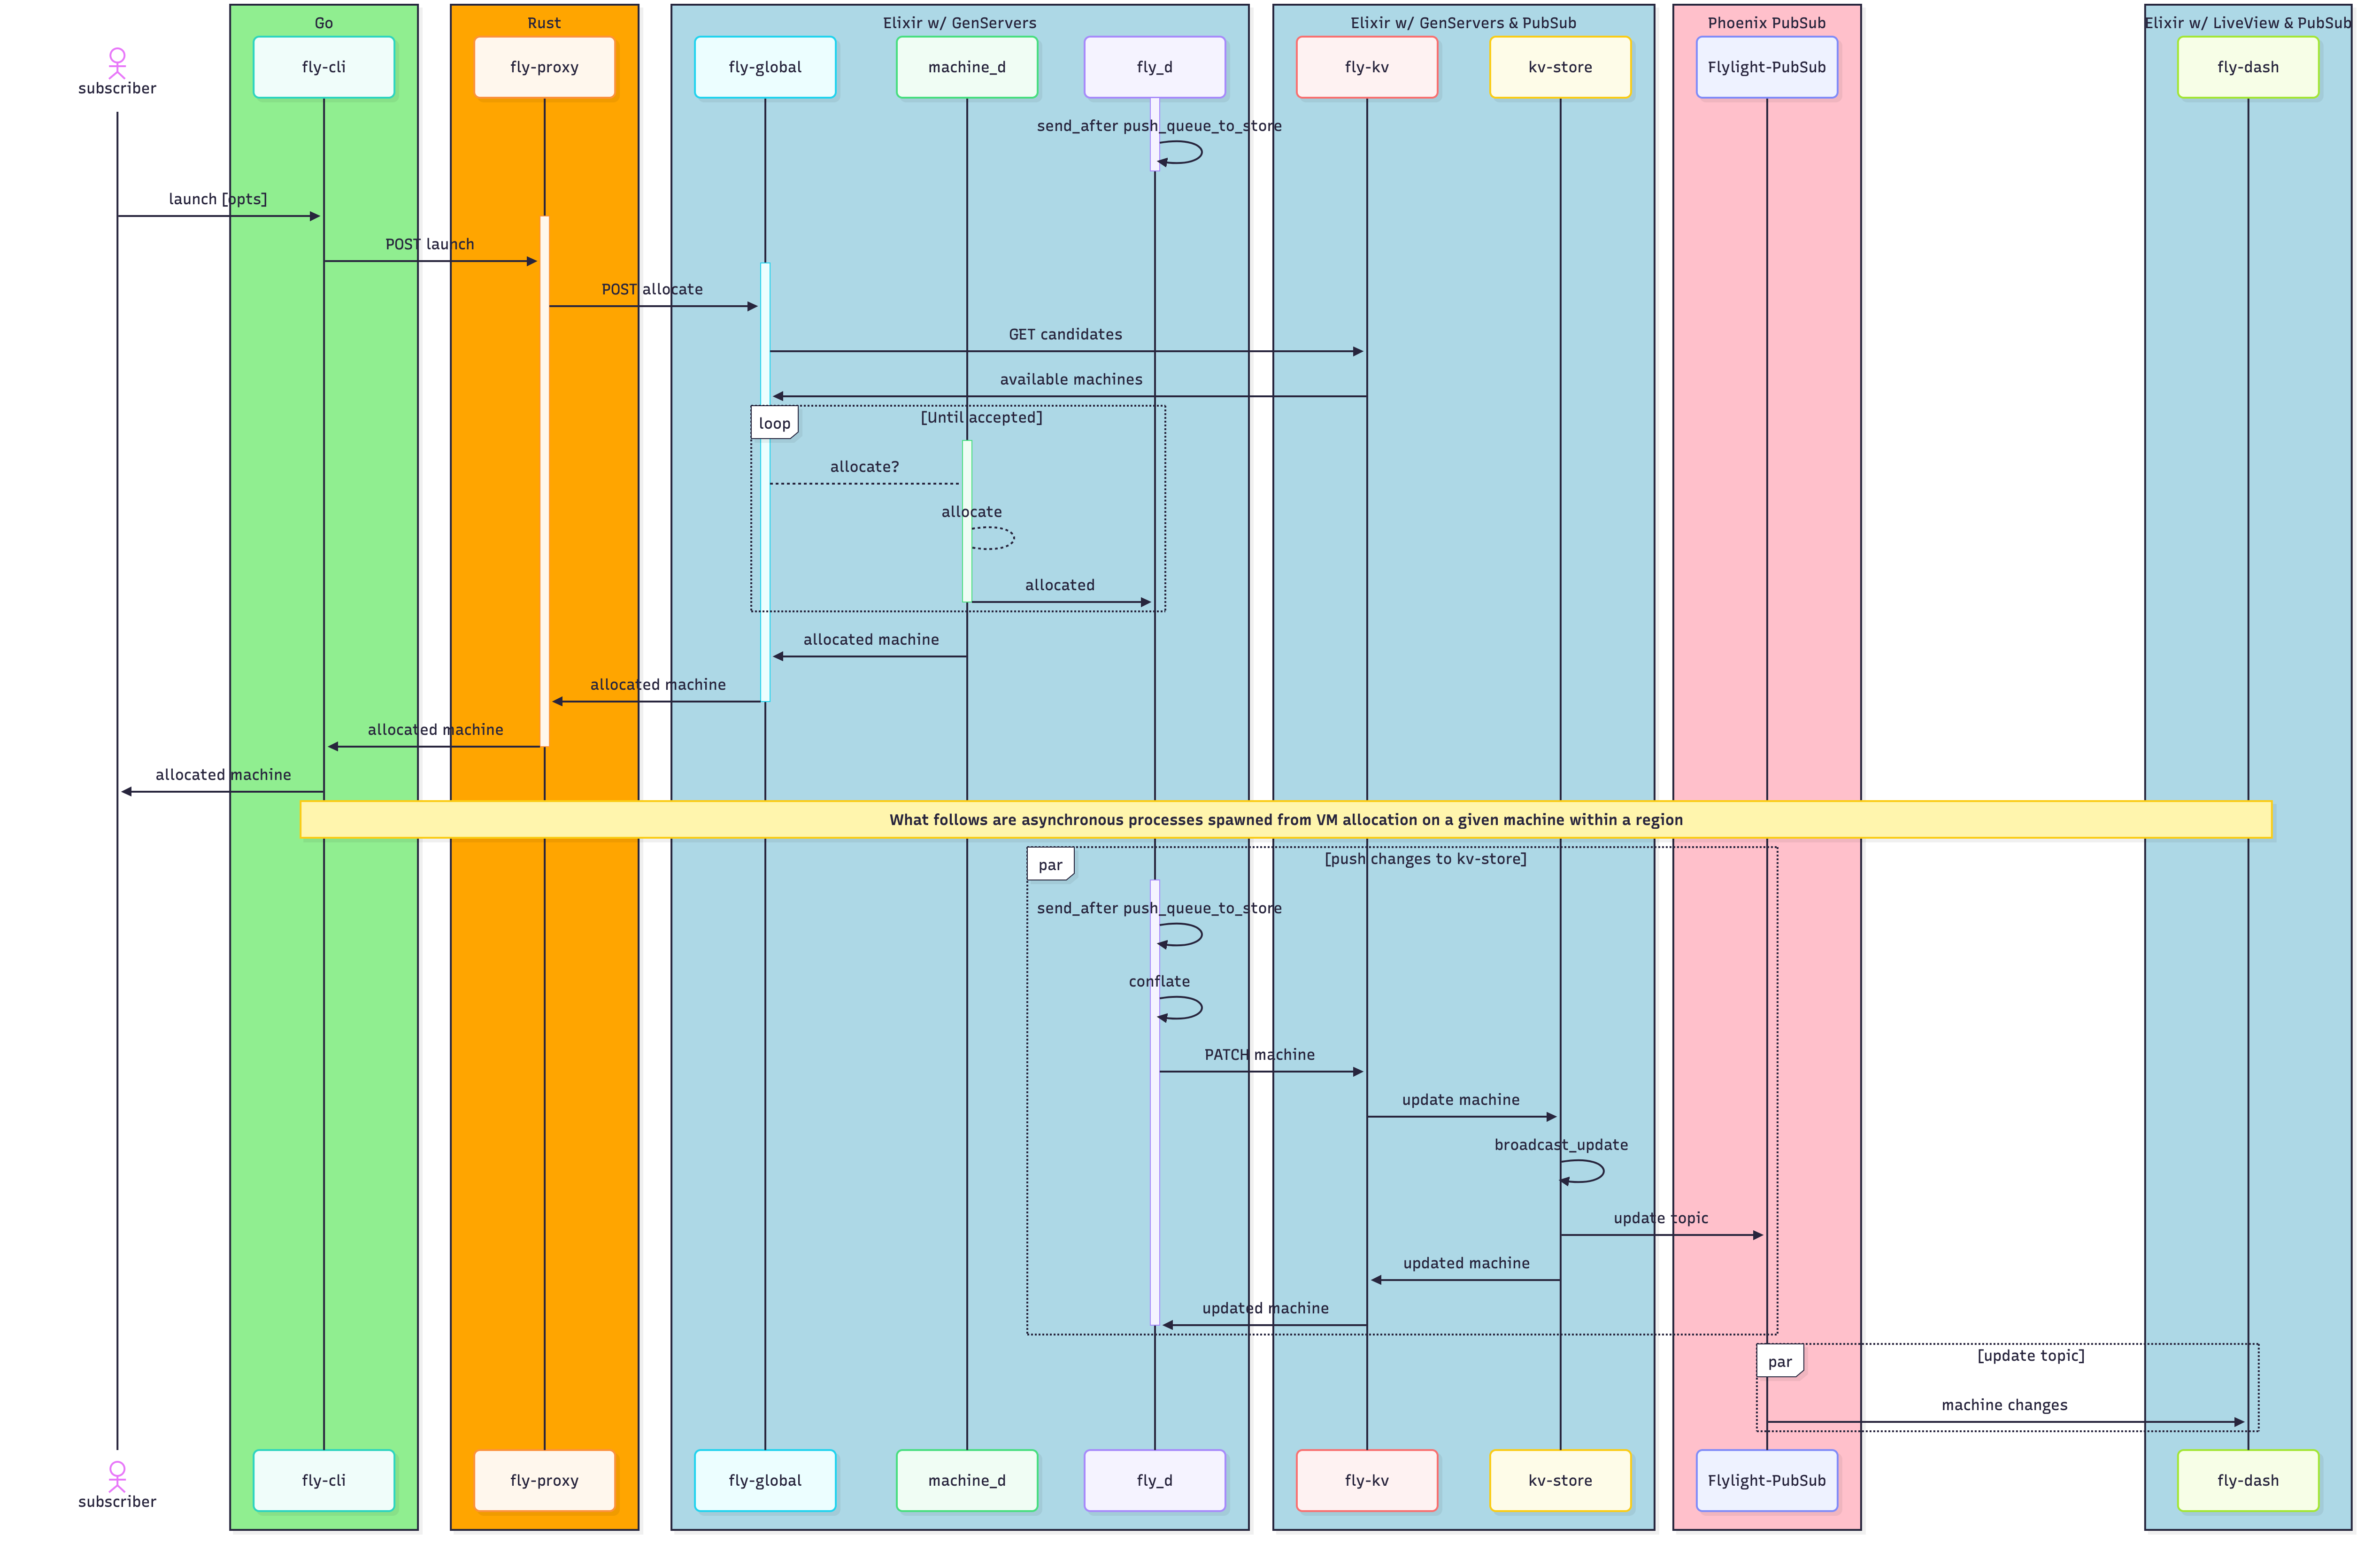 Go
Rust
Elixir w/ GenServers
Elixir w/ GenServers & PubSub
Phoenix PubSub
Elixir w/ LiveView & PubSub
subscriber
fly-cli
fly-proxy
fly-global
machine_d
fly_d
fly-kv
kv-store
Flylight-PubSub
fly-dash
send_after push_queue_to_store
launch [opts]
POST launch
POST allocate
GET candidates
available machines
loop
[Until accepted]
allocate?
allocate
allocated
allocated machine
allocated machine
allocated machine
allocated machine
What follows are asynchronous processes spawned from VM allocation on a given machine within a region
par
[push changes to kv-store]
send_after push_queue_to_store
conflate
PATCH machine
update machine
broadcast_update
update topic
updated machine
updated machine
par
[update topic]
machine changes
subscriber
fly-cli
fly-proxy
fly-global
machine_d
fly_d
fly-kv
kv-store
Flylight-PubSub
fly-dash